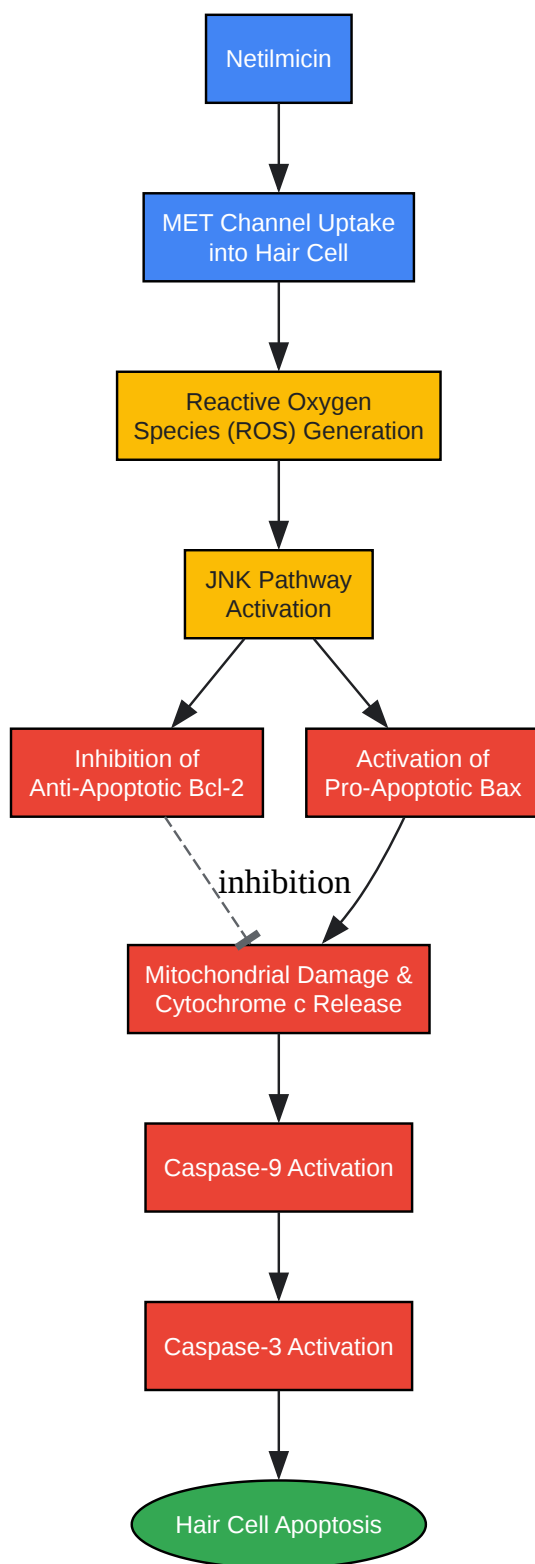 Netilmicin
MET Channel Uptake
into Hair Cell
Reactive Oxygen
Species (ROS) Generation
JNK Pathway
Activation
Inhibition of
Anti-Apoptotic Bcl-2
Activation of
Pro-Apoptotic Bax
inhibition
Mitochondrial Damage &
Cytochrome c Release
Caspase-9 Activation
Caspase-3 Activation
Hair Cell Apoptosis